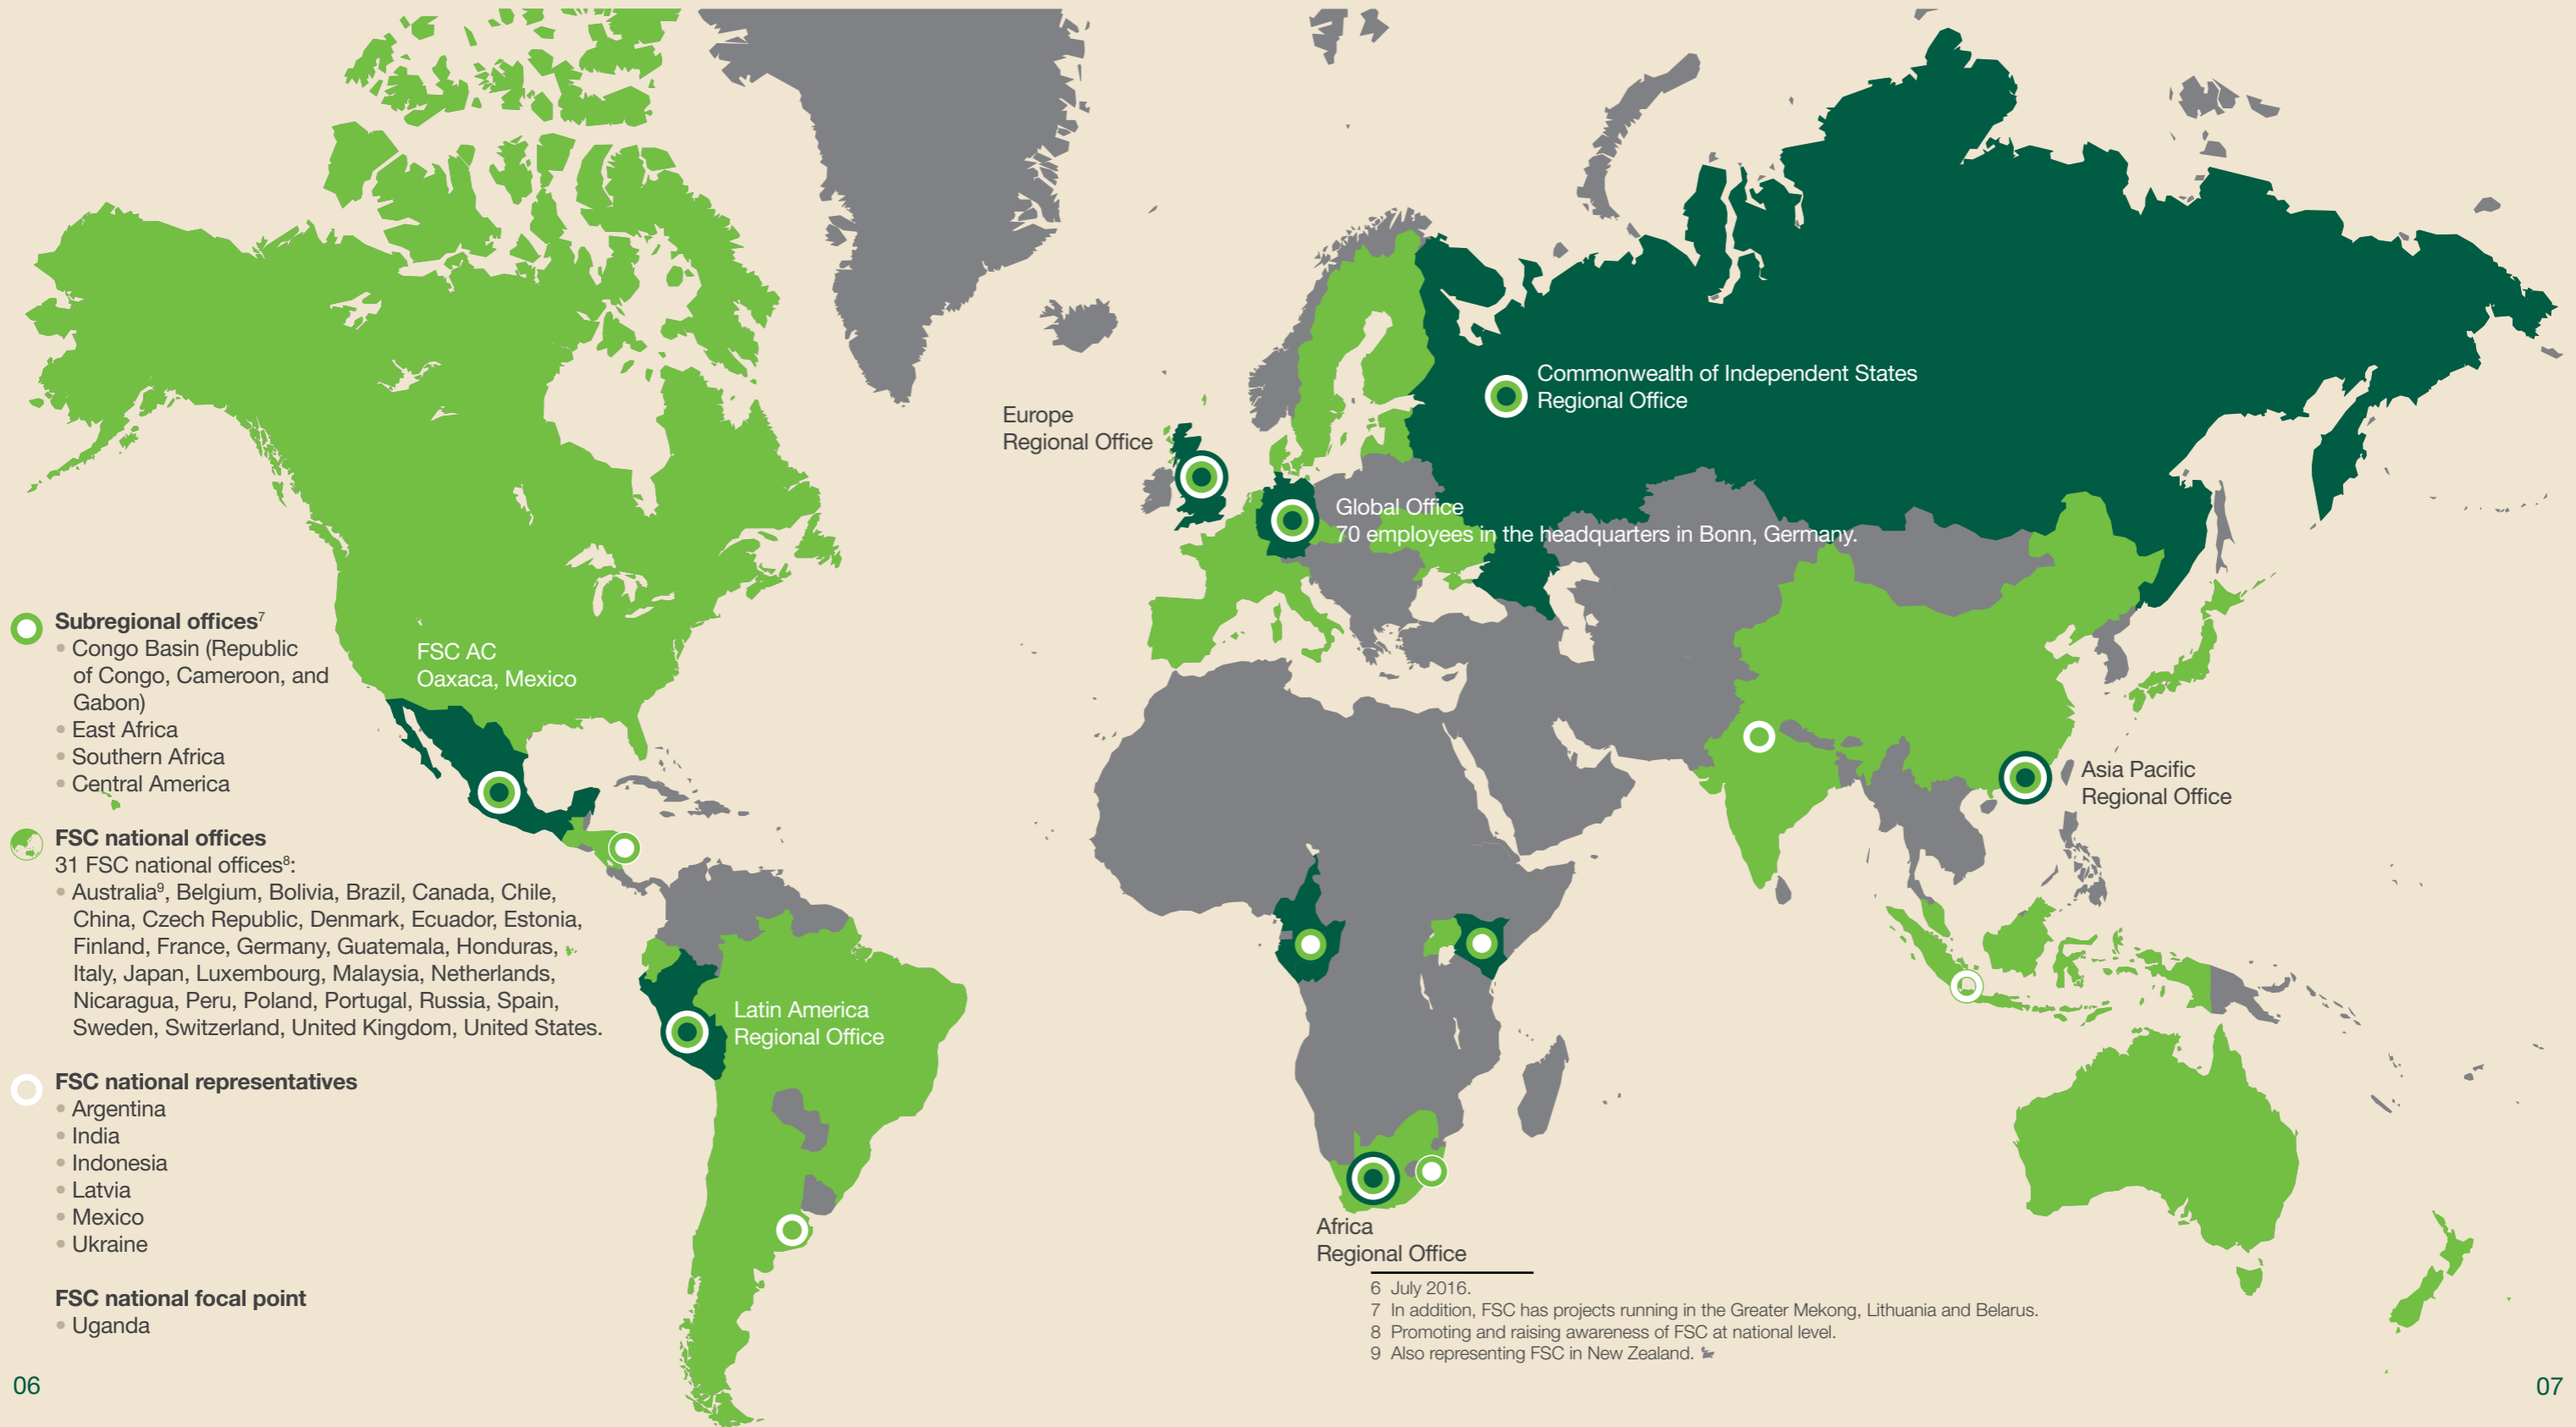 Commonwealth of Independent States
Regional Office
Europe
Regional Office
Global Office
70 employees in the headquarters in Bonn, Germany.
FSC AC
Oaxaca, Mexico
Asia Pacific
Regional Office
Latin America
Regional Office
Africa
Regional Office
Subregional offices⁷
• Congo Basin (Republic
of Congo, Cameroon, and
Gabon)
• East Africa
• Southern Africa
• Central America
FSC national offices
31 FSC national offices⁸:
• Australia⁹, Belgium, Bolivia, Brazil, Canada, Chile,
China, Czech Republic, Denmark, Ecuador, Estonia,
Finland, France, Germany, Guatemala, Honduras,
Italy, Japan, Luxembourg, Malaysia, Netherlands,
Nicaragua, Peru, Poland, Portugal, Russia, Spain,
Sweden, Switzerland, United Kingdom, United States.
FSC national representatives
• Argentina
• India
• Indonesia
• Latvia
• Mexico
• Ukraine
FSC national focal point
• Uganda
6 July 2016.
7 In addition, FSC has projects running in the Greater Mekong, Lithuania and Belarus.
8 Promoting and raising awareness of FSC at national level.
9 Also representing FSC in New Zealand.
06
07